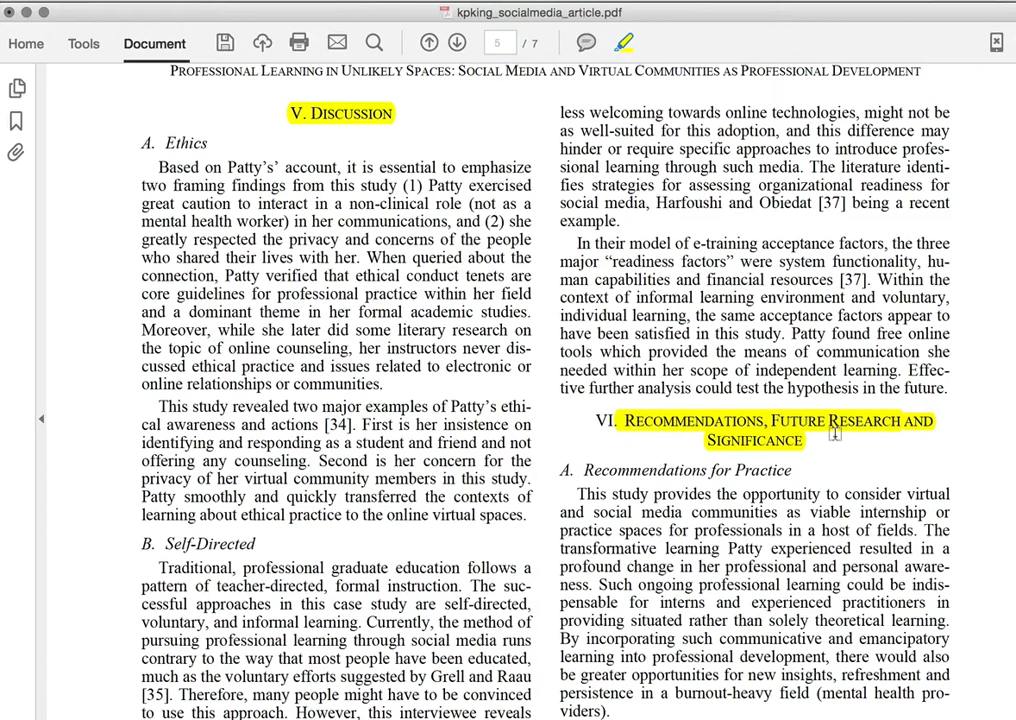 kpking_socialmedia_article.pdf
Home Tools Document 5 / 7
PROFESSIONAL LEARNING IN UNLIKELY SPACES: SOCIAL MEDIA AND VIRTUAL COMMUNITIES AS PROFESSIONAL DEVELOPMENT
V. DISCUSSION
A. Ethics
Based on Patty's' account, it is essential to emphasize
two framing findings from this study (1) Patty exercised
great caution to interact in a non-clinical role (not as a
mental health worker) in her communications, and (2) she
greatly respected the privacy and concerns of the people
who shared their lives with her. When queried about the
connection, Patty verified that ethical conduct tenets are
core guidelines for professional practice within her field
and a dominant theme in her formal academic studies.
Moreover, while she later did some literary research on
the topic of online counseling, her instructors never dis-
cussed ethical practice and issues related to electronic or
online relationships or communities.
This study revealed two major examples of Patty's ethi-
cal awareness and actions [34]. First is her insistence on
identifying and responding as a student and friend and not
offering any counseling. Second is her concern for the
privacy of her virtual community members in this study.
Patty smoothly and quickly transferred the contexts of
learning about ethical practice to the online virtual spaces.
B. Self-Directed
Traditional, professional graduate education follows a
pattern of teacher-directed, formal instruction. The suc-
cessful approaches in this case study are self-directed,
voluntary, and informal learning. Currently, the method of
pursuing professional learning through social media runs
contrary to the way that most people have been educated,
much as the voluntary efforts suggested by Grell and Raau
[35]. Therefore, many people might have to be convinced
to use this approach. However, this interviewee reveals
less welcoming towards online technologies, might not be
as well-suited for this adoption, and this difference may
hinder or require specific approaches to introduce profes-
sional learning through such media. The literature identi-
fies strategies for assessing organizational readiness for
social media, Harfoushi and Obiedat [37] being a recent
example.
In their model of e-training acceptance factors, the three
major "readiness factors" were system functionality, hu-
man capabilities and financial resources [37]. Within the
context of informal learning environment and voluntary,
individual learning, the same acceptance factors appear to
have been satisfied in this study. Patty found free online
tools which provided the means of communication she
needed within her scope of independent learning. Effec-
tive further analysis could test the hypothesis in the future.
VI. RECOMMENDATIONS, FUTURE RESEARCH AND
SIGNIFICANCE
A. Recommendations for Practice
This study provides the opportunity to consider virtual
and social media communities as viable internship or
practice spaces for professionals in a host of fields. The
transformative learning Patty experienced resulted in a
profound change in her professional and personal aware-
ness. Such ongoing professional learning could be indis-
pensable for interns and experienced practitioners in
providing situated rather than solely theoretical learning.
By incorporating such communicative and emancipatory
learning into professional development, there would also
be greater opportunities for new insights, refreshment and
persistence in a burnout-heavy field (mental health pro-
viders).